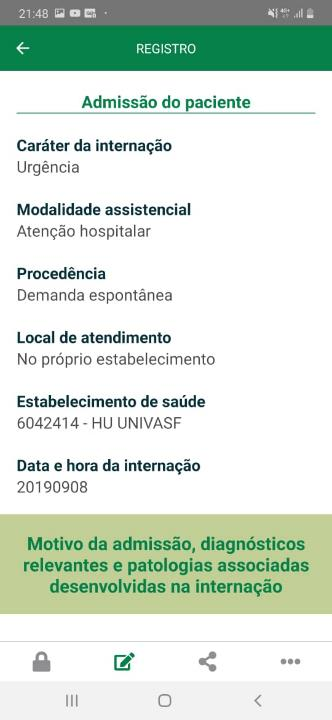 21:48
REGISTRO
Admissão do paciente
Caráter da internação
Urgência
Modalidade assistencial
Atenção hospitalar
Procedência
Demanda espontânea
Local de atendimento
No próprio estabelecimento
Estabelecimento de saúde
6042414 - HU UNIVASF
Data e hora da internação
20190908
Motivo da admissão, diagnósticos
relevantes e patologias associadas
desenvolvidas na internação